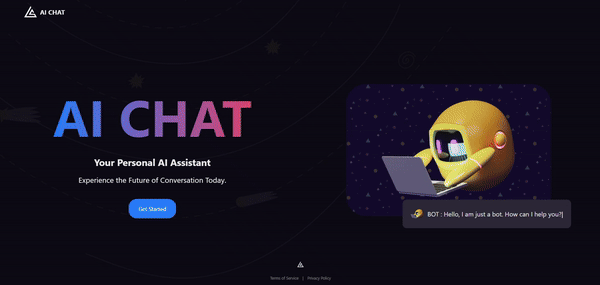 AI CHAT
AI CHAT
Your Personal AI Assistant
Experience the Future of Conversation Today.
Get Started
BOT : Hello, I am just a bot. How can I help you?
Terms of Service | Privacy Policy